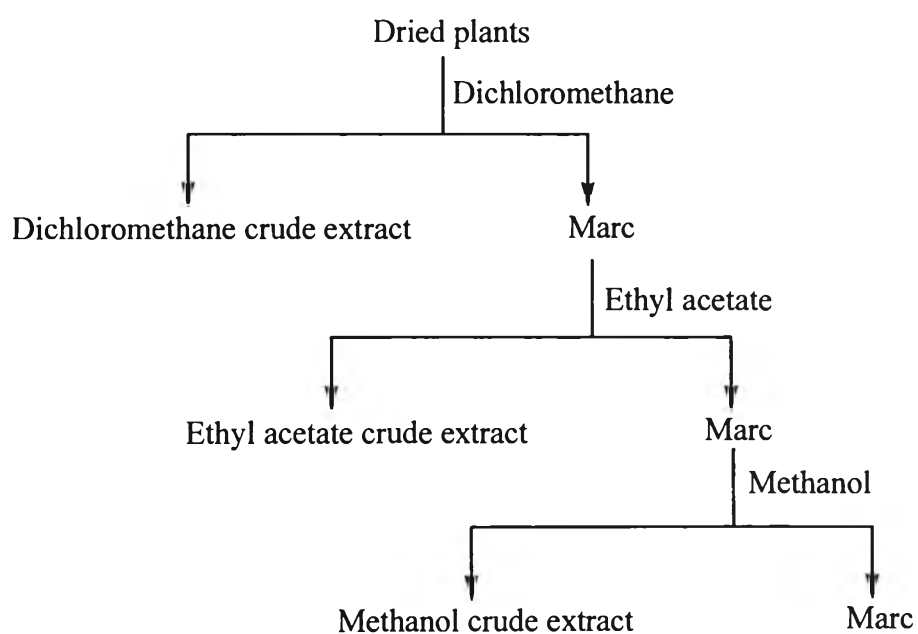 Dried plants
Dichloromethane
Dichloromethane crude extract
Marc
Ethyl acetate
Ethyl acetate crude extract
Marc
Methanol
Methanol crude extract
Marc